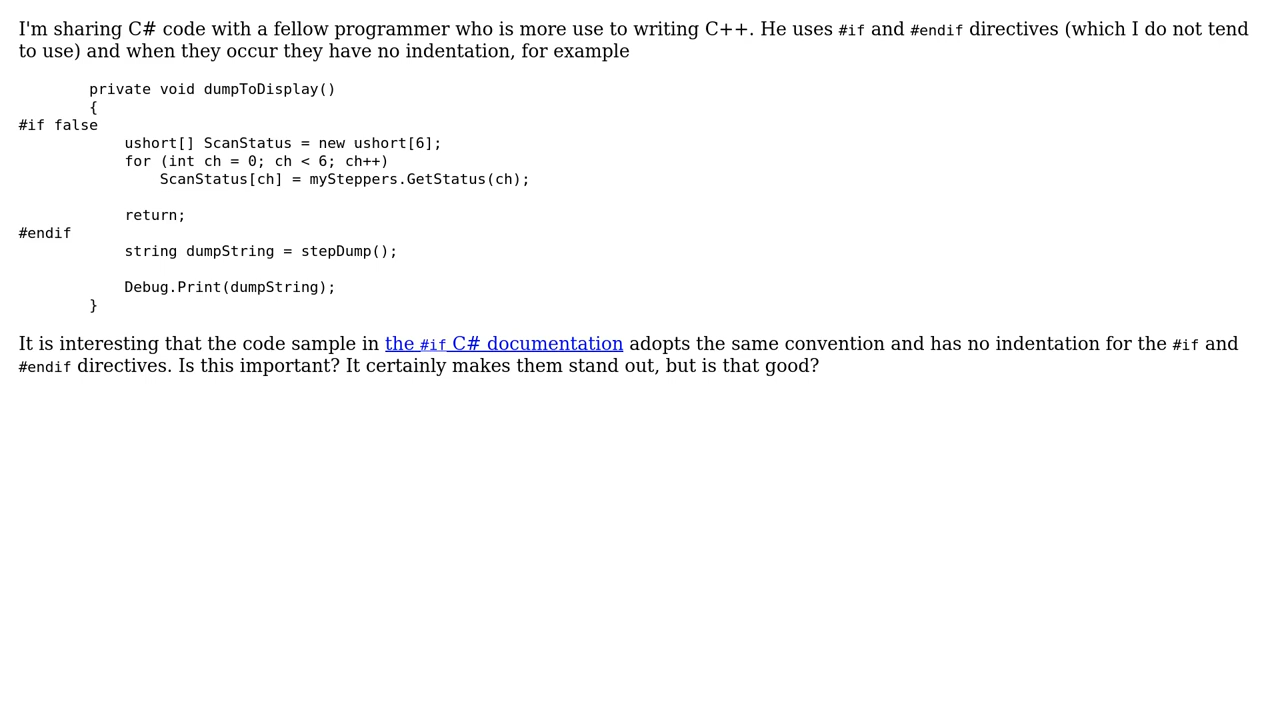 I'm sharing C# code with a fellow programmer who is more use to writing C++. He uses #if and #endif directives (which I do not tend
to use) and when they occur they have no indentation, for example
        private void dumpToDisplay()
        {
#if false
            ushort[] ScanStatus = new ushort[6];
            for (int ch = 0; ch < 6; ch++)
                ScanStatus[ch] = mySteppers.GetStatus(ch);

            return;
#endif
            string dumpString = stepDump();

            Debug.Print(dumpString);
        }
It is interesting that the code sample in the #if C# documentation adopts the same convention and has no indentation for the #if and
#endif directives. Is this important? It certainly makes them stand out, but is that good?